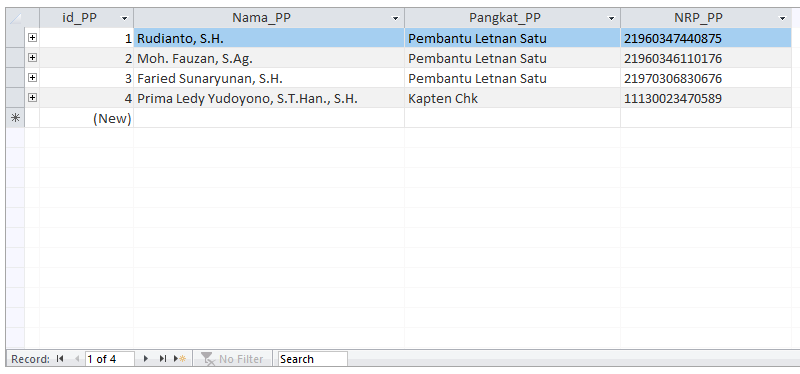 id_PP Nama_PP Pangkat_PP NRP_PP
1 Rudianto, S.H. Pembantu Letnan Satu 21960347440875
2 Moh. Fauzan, S.Ag. Pembantu Letnan Satu 21960346110176
3 Faried Sunaryunan, S.H. Pembantu Letnan Satu 21970306830676
4 Prima Ledy Yudoyono, S.T.Han., S.H. Kapten Chk 11130023470589
(New)
Record: 1 of 4 No Filter Search